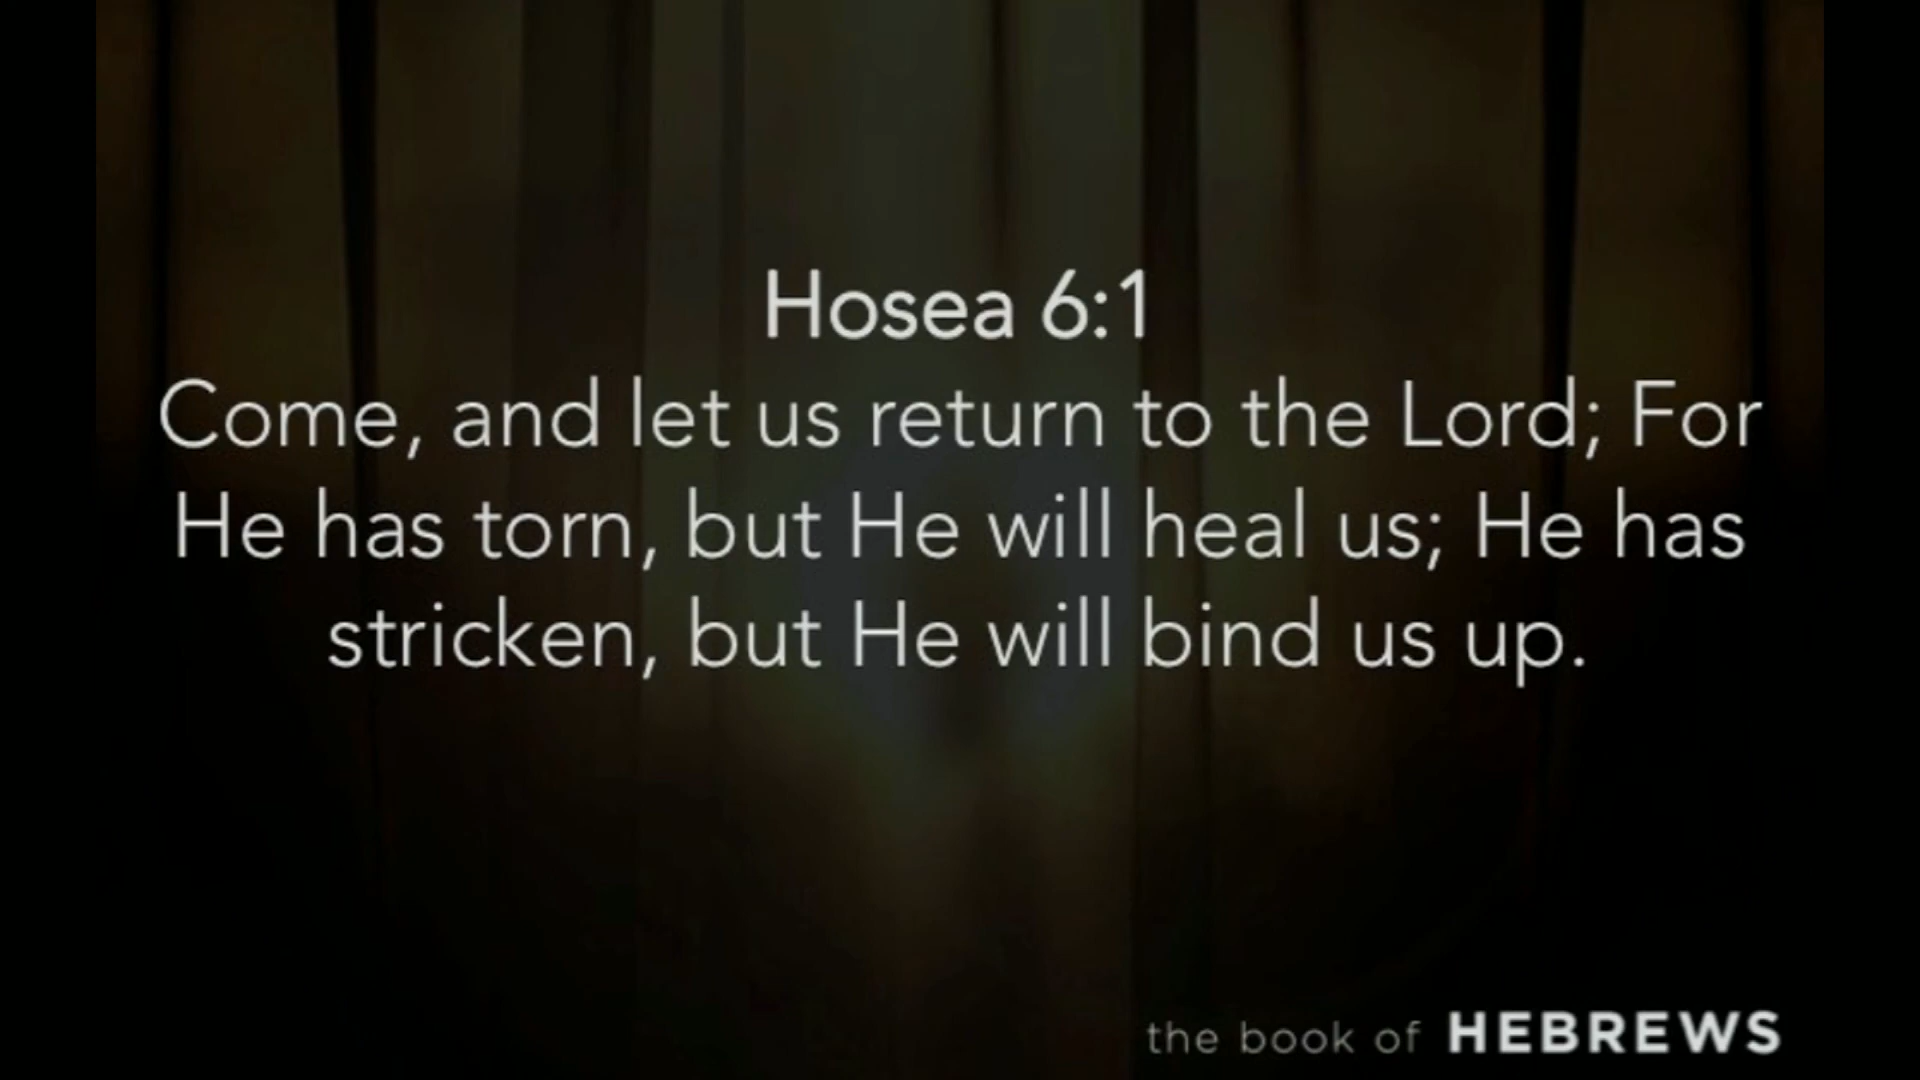 Hosea 6:1
Come, and let us return to the Lord; For
He has torn, but He will heal us; He has
stricken, but He will bind us up.
the book of HEBREWS